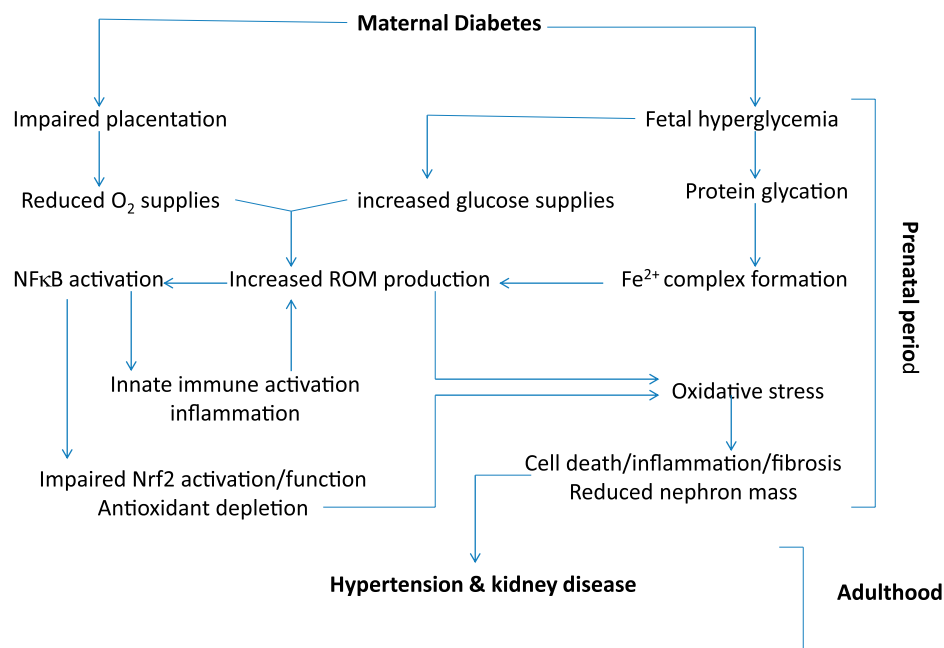 Maternal Diabetes
Impaired placentation
Fetal hyperglycemia
Reduced O₂ supplies
increased glucose supplies
Protein glycation
NFκB activation
Increased ROM production
Fe²⁺ complex formation
Prenatal period
Innate immune activation
inflammation
Oxidative stress
Impaired Nrf2 activation/function
Antioxidant depletion
Cell death/inflammation/fibrosis
Reduced nephron mass
Hypertension & kidney disease
Adulthood